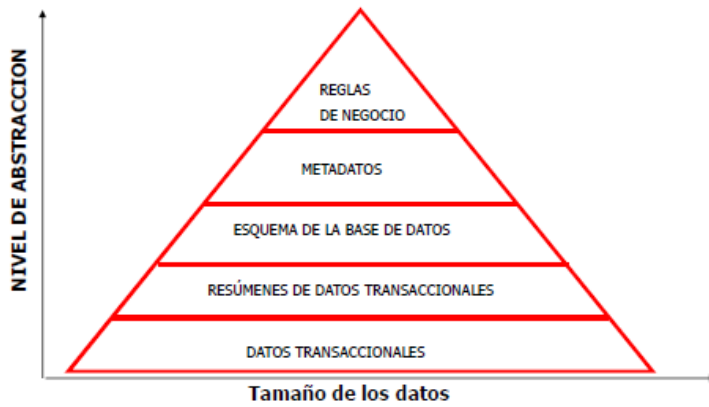 REGLAS
DE NEGOCIO
METADATOS
ESQUEMA DE LA BASE DE DATOS
RESÚMENES DE DATOS TRANSACCIONALES
DATOS TRANSACCIONALES
NIVEL DE ABSTRACCION
Tamaño de los datos